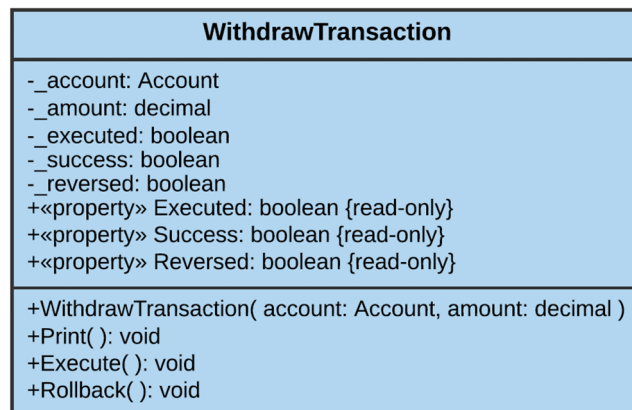 WithdrawTransaction
-_account: Account
-_amount: decimal
-_executed: boolean
-_success: boolean
-_reversed: boolean
+«property» Executed: boolean {read-only}
+«property» Success: boolean {read-only}
+«property» Reversed: boolean {read-only}
+WithdrawTransaction( account: Account, amount: decimal )
+Print( ): void
+Execute( ): void
+Rollback( ): void